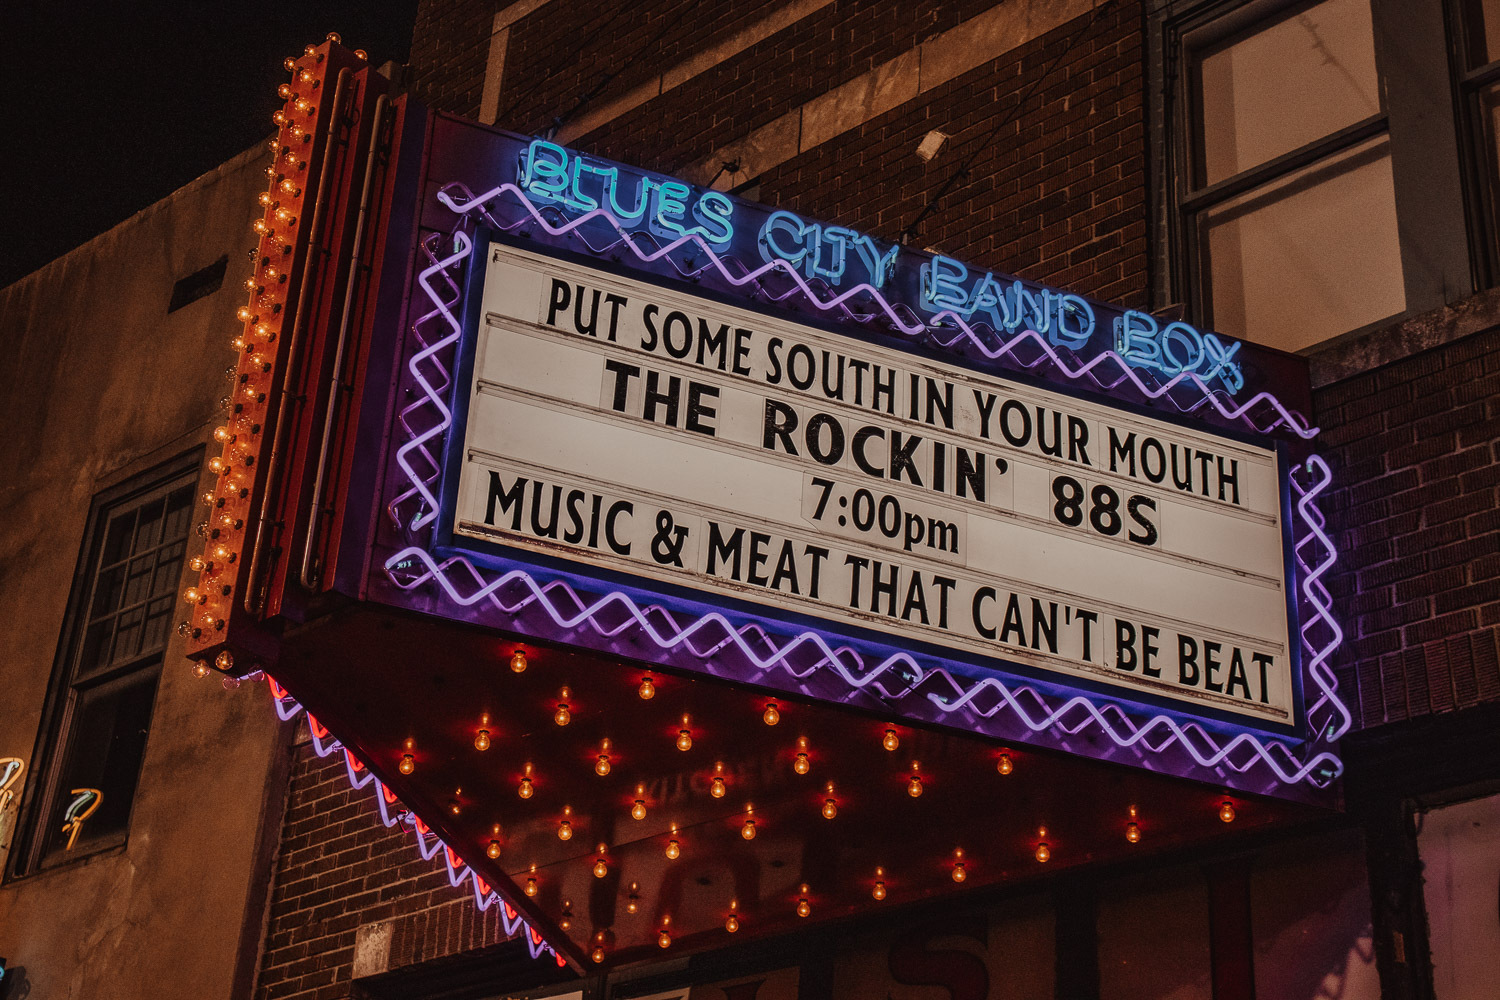 BLUES CITY BAND BOX
PUT SOME SOUTH IN YOUR MOUTH
THE ROCKIN' 88S
7:00pm
MUSIC & MEAT THAT CAN'T BE BEAT